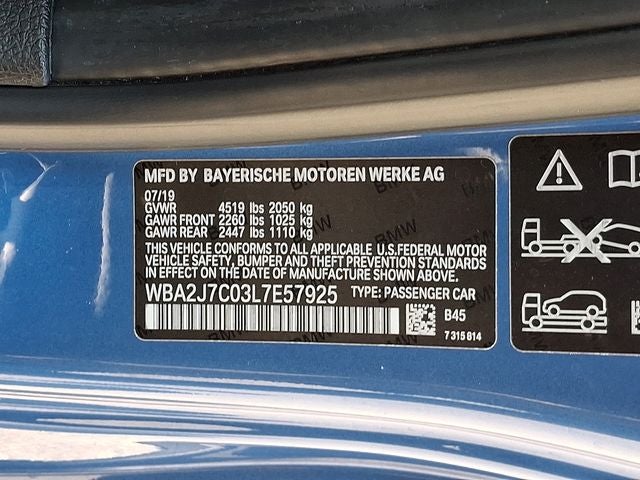 MFD BY BAYERISCHE MOTOREN WERKE AG
07/19
GVWR 4519 lbs 2050 kg
GAWR FRONT 2260 lbs 1025 kg
GAWR REAR 2447 lbs 1110 kg
THIS VEHICLE CONFORMS TO ALL APPLICABLE U.S.FEDERAL MOTOR
VEHICLE SAFETY, BUMPER AND THEFT PREVENTION STANDARDS
IN EFFECT ON THE DATE OF MANUFACTURE SHOWN ABOVE.
WBA2J7C03L7E57925 TYPE: PASSENGER CAR
B45
7 315 814